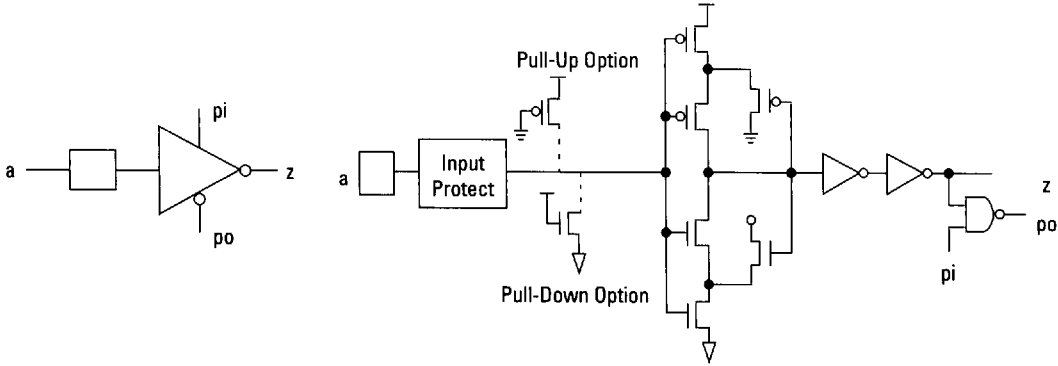 a
pi
z
po
Pull-Up Option
a
Input
Protect
Pull-Down Option
z
po
pi